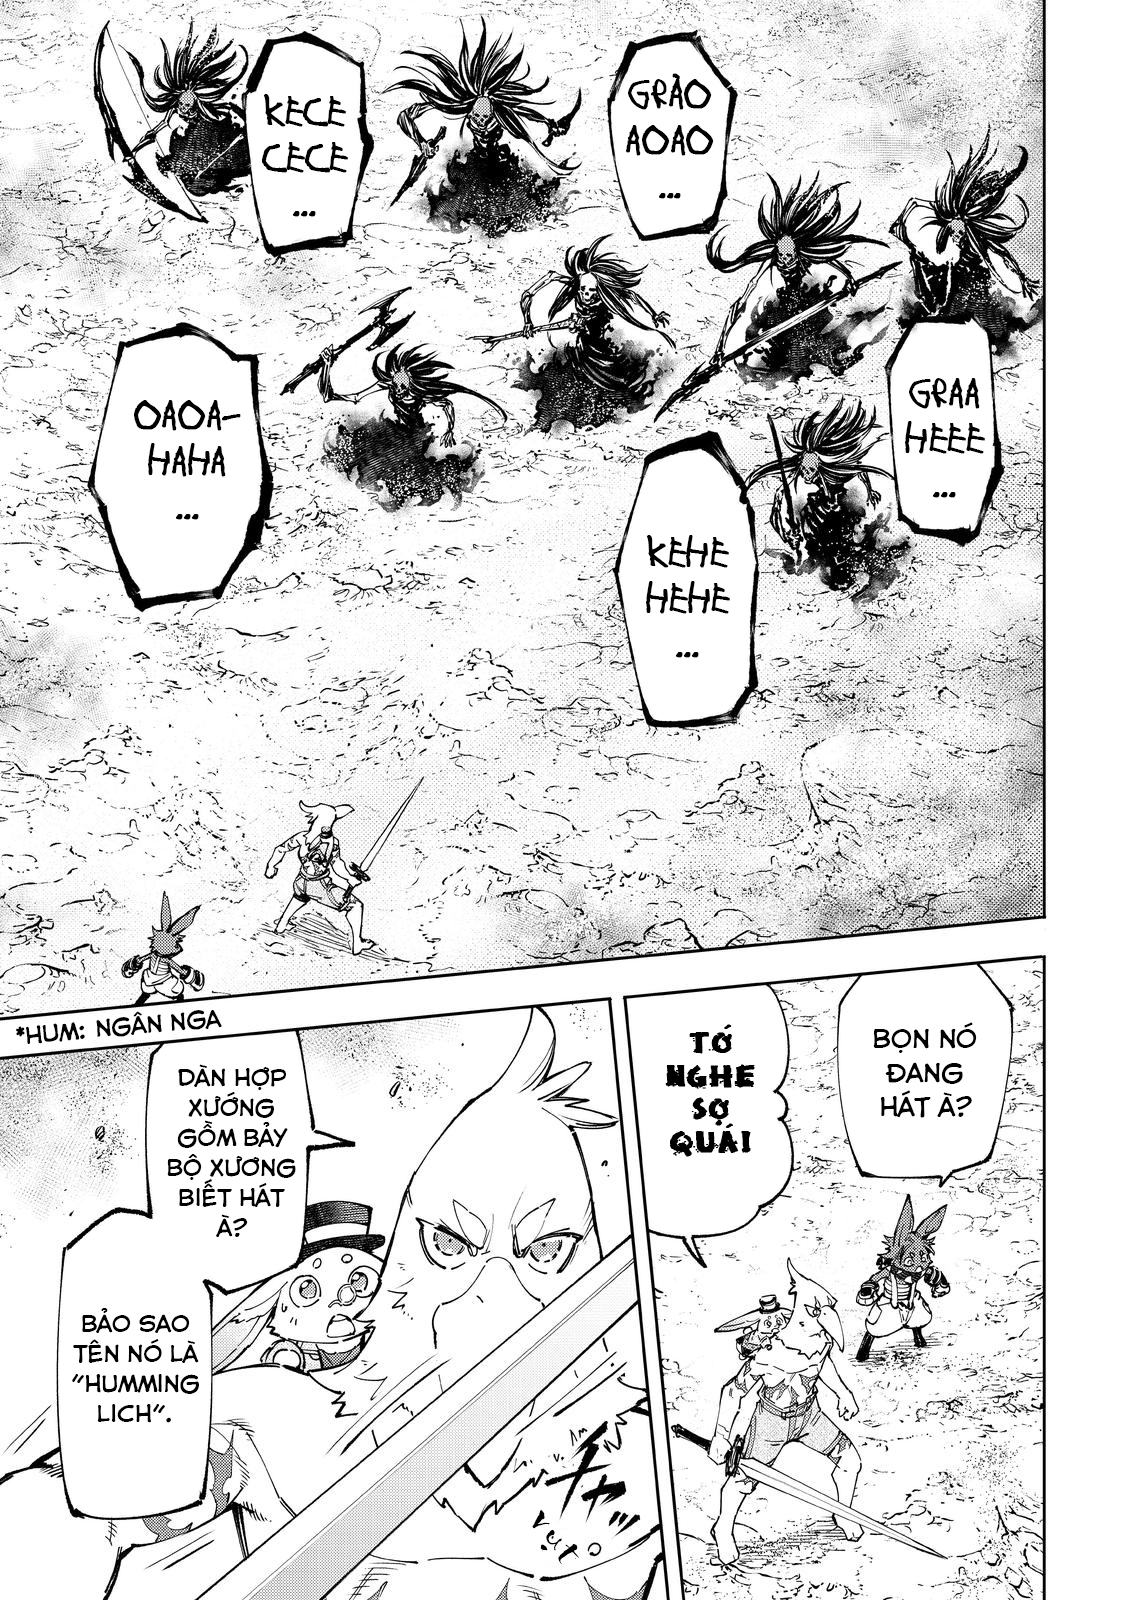 GRÀO
AOAO
...
KECE
CECE
...
GRAA
HEEE
...
OAOA-
HAHA
...
KEHE
HEHE
...
BỌN NÓ
ĐANG
HÁT À?
TỚ
NGHE
SỢ
QUÁ!
*HUM: NGÂN NGA
DÀN HỢP
XƯỚNG
GỒM BẢY
BỘ XƯƠNG
BIẾT HÁT
À?
BẢO SAO
TÊN NÓ LÀ
"HUMMING
LICH".